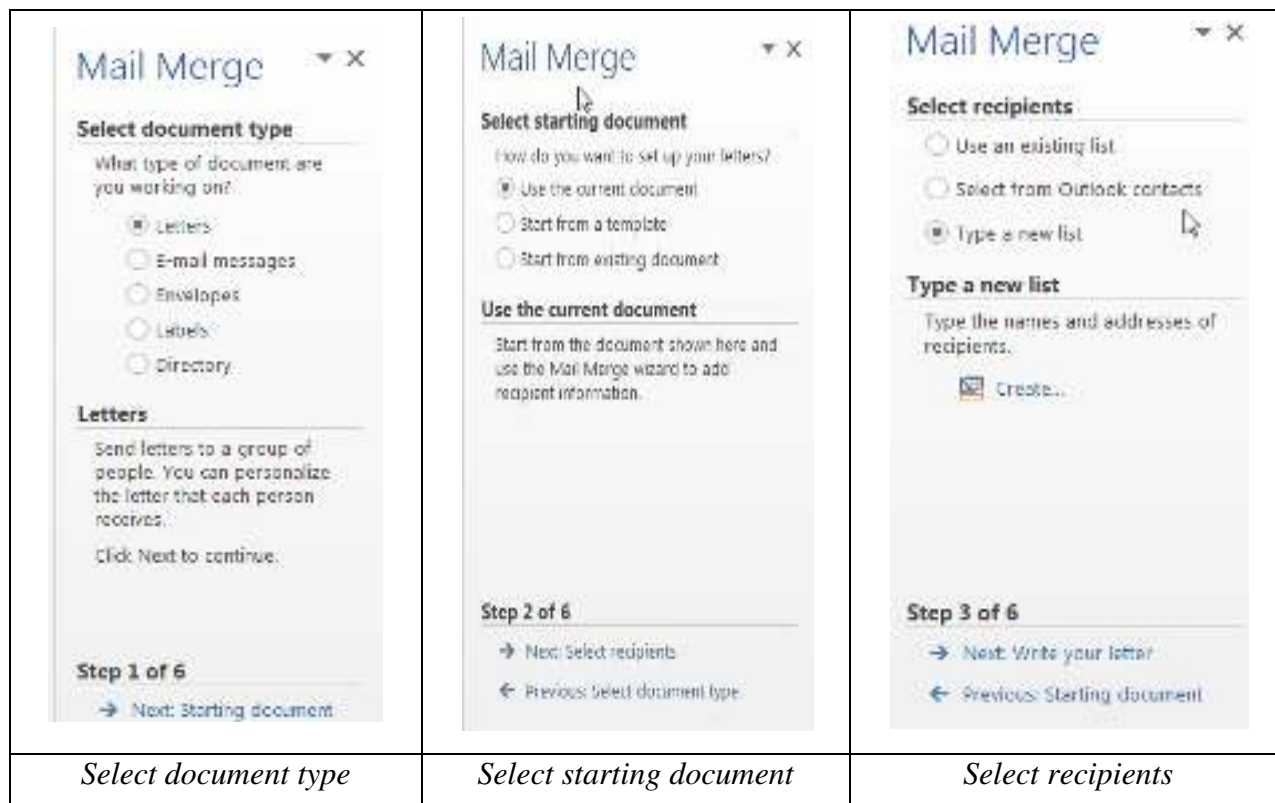 Mail Merge
Select document type
What type of document are
you working on?
Letters
E-mail messages
Envelopes
Labels
Directory
Letters
Send letters to a group of
people. You can personalize
the letter that each person
receives.
Click Next to continue.
Step 1 of 6
Next: Starting document
Select document type
Mail Merge
Select starting document
How do you want to set up your letters?
Use the current document
Start from a template
Start from existing document
Use the current document
Start from the document shown here and
use the Mail Merge wizard to add
recipient information.
Step 2 of 6
Next: Select recipients
Previous: Select document type
Select starting document
Mail Merge
Select recipients
Use an existing list
Select from Outlook contacts
Type a new list
Type a new list
Type the names and addresses of
recipients.
Create...
Step 3 of 6
Next: Write your letter
Previous: Starting document
Select recipients